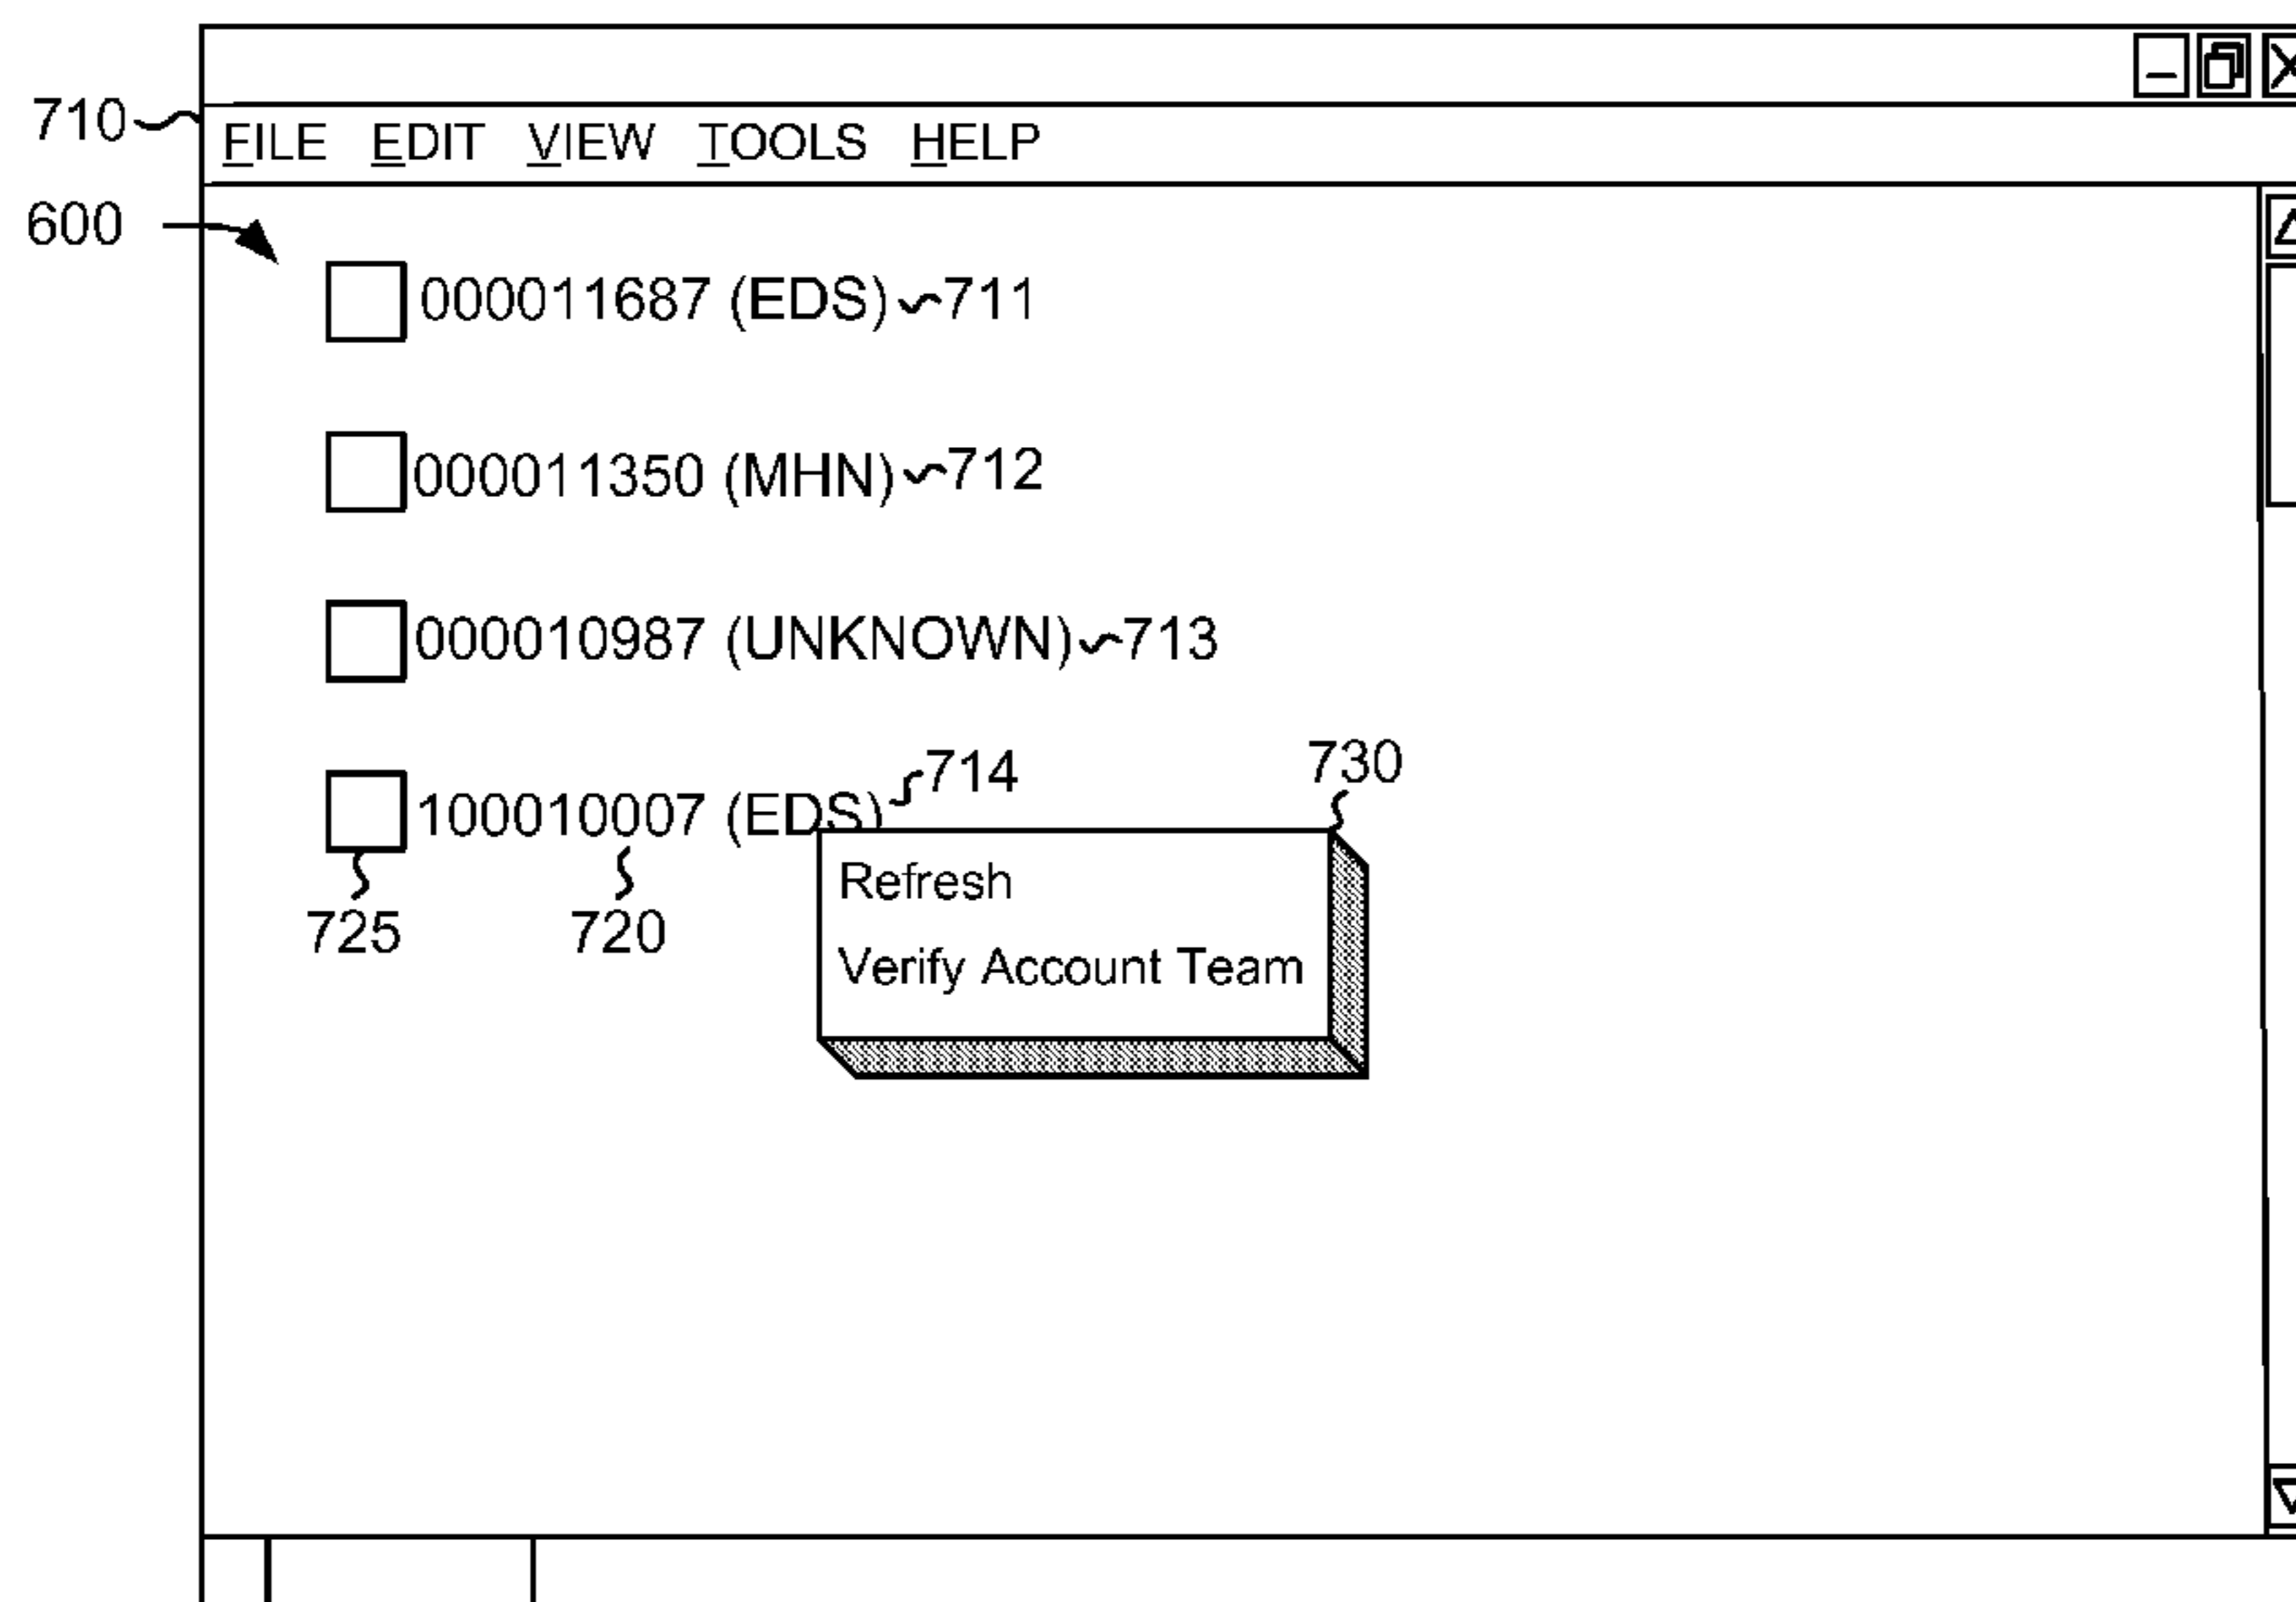 710
FILE EDIT VIEW TOOLS HELP
600
000011687 (EDS) 711
000011350 (MHN) 712
000010987 (UNKNOWN) 713
714
730
100010007 (EDS)
Refresh
725 720
Verify Account Team